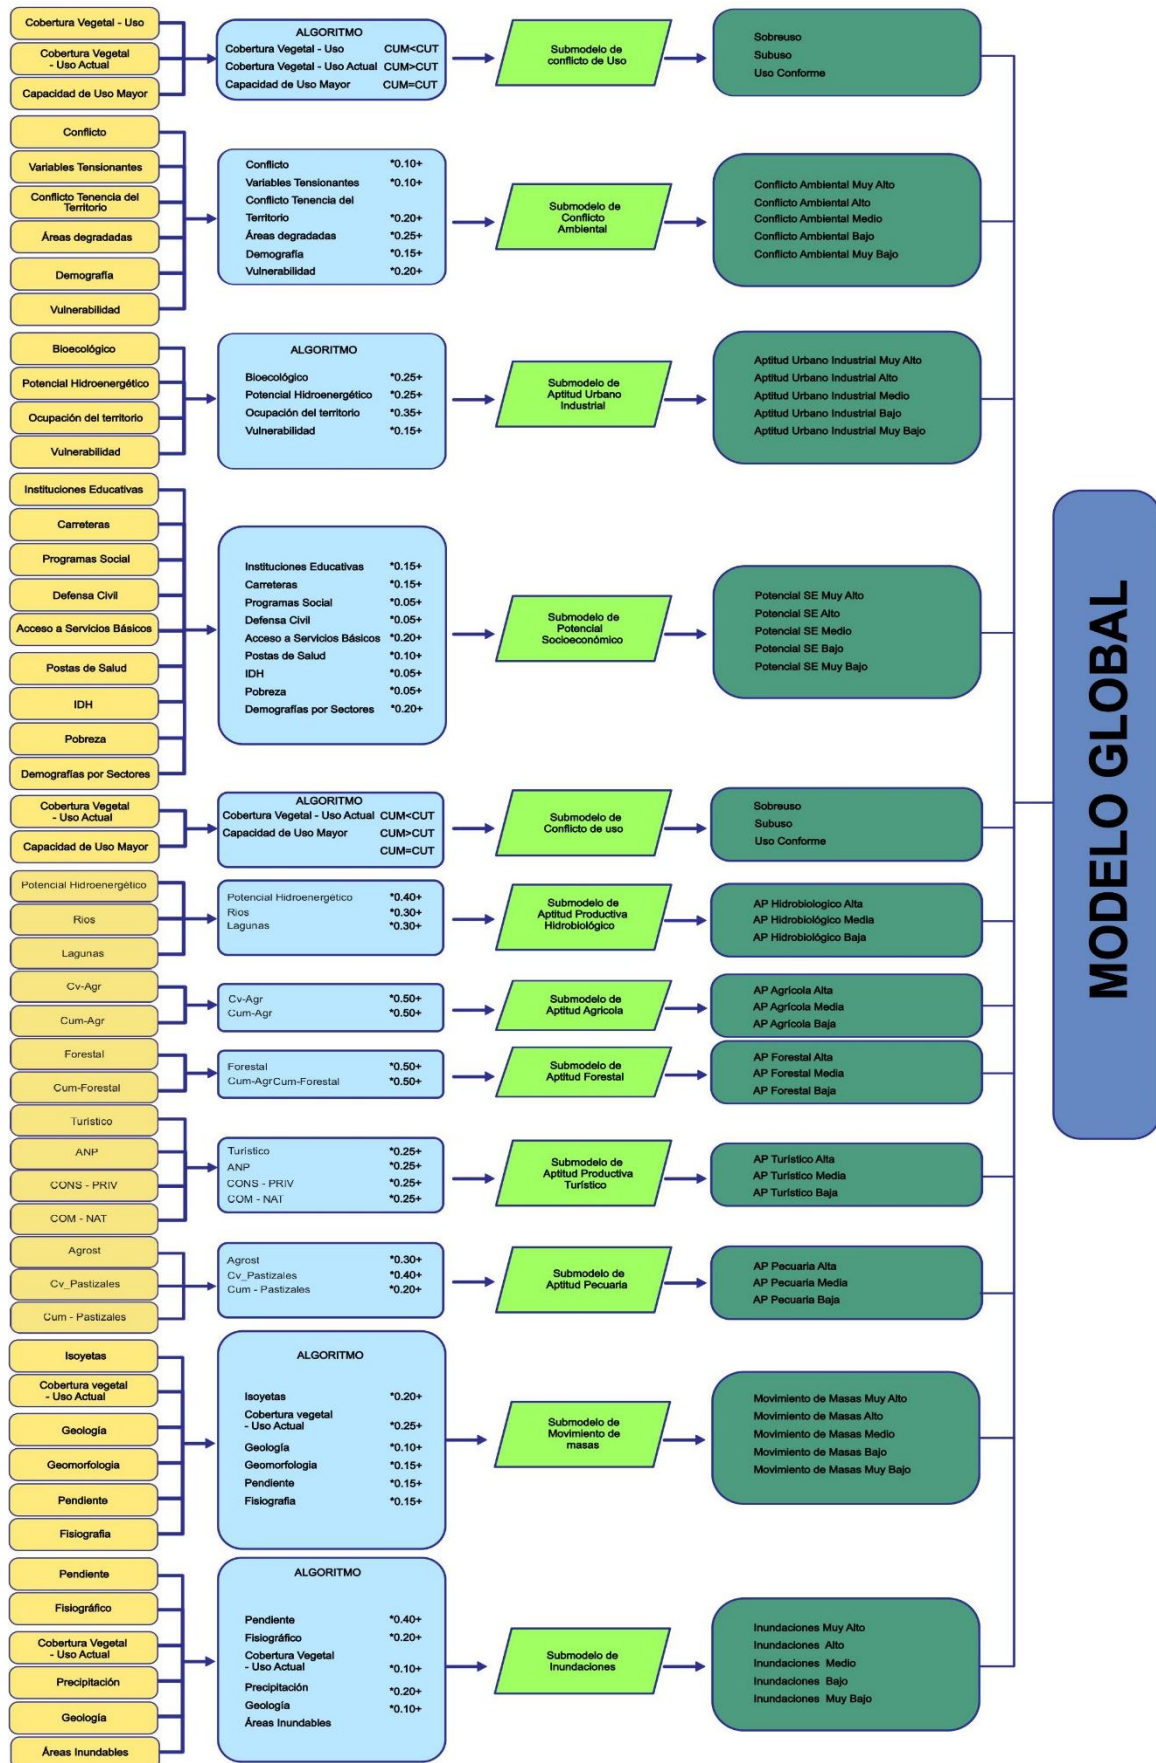 Cobertura Vegetal - Uso
Cobertura Vegetal
- Uso Actual
Capacidad de Uso Mayor
ALGORITMO
Cobertura Vegetal - Uso CUM<CUT
Cobertura Vegetal - Uso Actual CUM>CUT
Capacidad de Uso Mayor CUM=CUT
Submodelo de
conflicto de Uso
Sobreuso
Subuso
Uso Conforme
Conflicto
Variables Tensionantes
Conflicto Tenencia del
Territorio
Áreas degradadas
Demografía
Vulnerabilidad
Conflicto *0.10+
Variables Tensionantes *0.10+
Conflicto Tenencia del
Territorio *0.20+
Áreas degradadas *0.25+
Demografía *0.15+
Vulnerabilidad *0.20+
Submodelo de
Conflicto
Ambiental
Conflicto Ambiental Muy Alto
Conflicto Ambiental Alto
Conflicto Ambiental Medio
Conflicto Ambiental Bajo
Conflicto Ambiental Muy Bajo
Bioecológico
Potencial Hidroenergético
Ocupación del territorio
Vulnerabilidad
ALGORITMO
Bioecológico *0.25+
Potencial Hidroenergético *0.25+
Ocupación del territorio *0.35+
Vulnerabilidad *0.15+
Submodelo de
Aptitud Urbano
Industrial
Aptitud Urbano Industrial Muy Alto
Aptitud Urbano Industrial Alto
Aptitud Urbano Industrial Medio
Aptitud Urbano Industrial Bajo
Aptitud Urbano Industrial Muy Bajo
Instituciones Educativas
Carreteras
Programas Social
Defensa Civil
Acceso a Servicios Básicos
Postas de Salud
IDH
Pobreza
Demografías por Sectores
Instituciones Educativas *0.15+
Carreteras *0.15+
Programas Social *0.05+
Defensa Civil *0.05+
Acceso a Servicios Básicos *0.20+
Postas de Salud *0.10+
IDH *0.05+
Pobreza *0.05+
Demografías por Sectores *0.20+
Submodelo de
Potencial
Socioeconómico
Potencial SE Muy Alto
Potencial SE Alto
Potencial SE Medio
Potencial SE Bajo
Potencial SE Muy Bajo
Cobertura Vegetal
- Uso Actual
Capacidad de Uso Mayor
ALGORITMO
Cobertura Vegetal - Uso Actual CUM<CUT
Capacidad de Uso Mayor CUM>CUT
CUM=CUT
Submodelo de
Conflicto de uso
Sobreuso
Subuso
Uso Conforme
Potencial Hidroenergético
Rios
Lagunas
Potencial Hidroenergético *0.40+
Rios *0.30+
Lagunas *0.30+
Submodelo de
Aptitud Productiva
Hidrobiológico
AP Hidrobiologico Alta
AP Hidrobiológico Media
AP Hidrobiológico Baja
Cv-Agr
Cum-Agr
Cv-Agr *0.50+
Cum-Agr *0.50+
Submodelo de
Aptitud Agricola
AP Agrícola Alta
AP Agrícola Media
AP Agrícola Baja
Forestal
Cum-Forestal
Forestal *0.50+
Cum-AgrCum-Forestal *0.50+
Submodelo de
Aptitud Forestal
AP Forestal Alta
AP Forestal Media
AP Forestal Baja
Turístico
ANP
CONS - PRIV
COM - NAT
Turístico *0.25+
ANP *0.25+
CONS - PRIV *0.25+
COM - NAT *0.25+
Submodelo de
Aptitud Productiva
Turístico
AP Turístico Alta
AP Turístico Media
AP Turístico Baja
Agrost
Cv_Pastizales
Cum - Pastizales
Agrost *0.30+
Cv_Pastizales *0.40+
Cum - Pastizales *0.20+
Submodelo de
Aptitud Pecuaria
AP Pecuaria Alta
AP Pecuaria Media
AP Pecuaria Baja
Isoyetas
Cobertura vegetal
- Uso Actual
Geología
Geomorfologia
Pendiente
Fisiografia
ALGORITMO
Isoyetas *0.20+
Cobertura vegetal
- Uso Actual *0.25+
Geología *0.10+
Geomorfologia *0.15+
Pendiente *0.15+
Fisiografia *0.15+
Submodelo de
Movimiento de
masas
Movimiento de Masas Muy Alto
Movimiento de Masas Alto
Movimiento de Masas Medio
Movimiento de Masas Bajo
Movimiento de Masas Muy Bajo
Pendiente
Fisiográfico
Cobertura Vegetal
- Uso Actual
Precipitación
Geología
Áreas Inundables
ALGORITMO
Pendiente *0.40+
Fisiográfico *0.20+
Cobertura Vegetal
- Uso Actual *0.10+
Precipitación *0.20+
Geología *0.10+
Áreas Inundables
Submodelo de
Inundaciones
Inundaciones Muy Alto
Inundaciones Alto
Inundaciones Medio
Inundaciones Bajo
Inundaciones Muy Bajo
MODELO GLOBAL